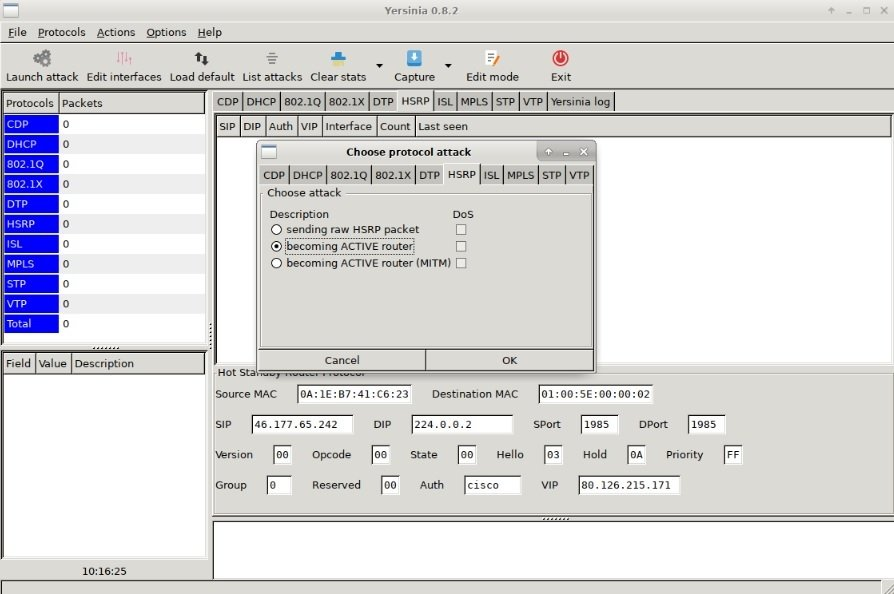 Yersinia 0.8.2
File Protocols Actions Options Help
Launch attack Edit interfaces Load default List attacks Clear stats Capture Edit mode Exit
Protocols Packets
CDP 0
DHCP 0
802.1Q 0
802.1X 0
DTP 0
HSRP 0
ISL 0
MPLS 0
STP 0
VTP 0
Total 0
Field Value Description
10:16:25
CDP DHCP 802.1Q 802.1X DTP HSRP ISL MPLS STP VTP Yersinia log
SIP DIP Auth VIP Interface Count Last seen
Choose protocol attack
CDP DHCP 802.1Q 802.1X DTP HSRP ISL MPLS STP VTP
Choose attack
Description DoS
sending raw HSRP packet
becoming ACTIVE router
becoming ACTIVE router (MITM)
Cancel OK
Hot Standby Router Protocol
Source MAC 0A:1E:B7:41:C6:23 Destination MAC 01:00:5E:00:00:02
SIP 46.177.65.242 DIP 224.0.0.2 SPort 1985 DPort 1985
Version 00 Opcode 00 State 00 Hello 03 Hold 0A Priority FF
Group 0 Reserved 00 Auth cisco VIP 80.126.215.171